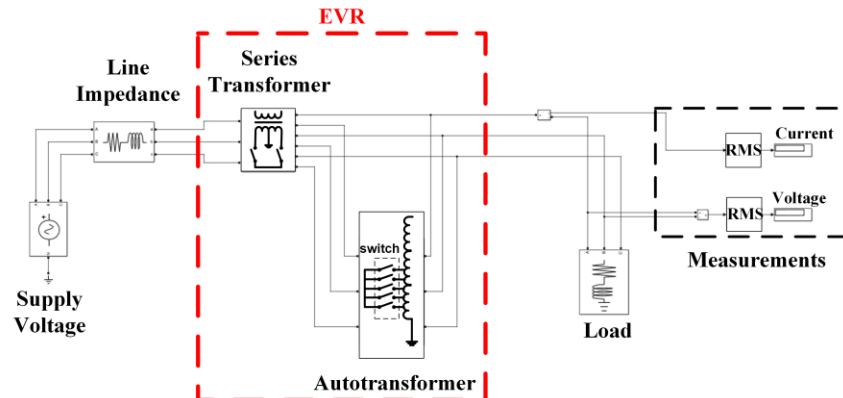 EVR
Series
Transformer
Line
Impedance
Current
RMS
Voltage
RMS
switch
Measurements
Supply
Voltage
Load
Autotransformer